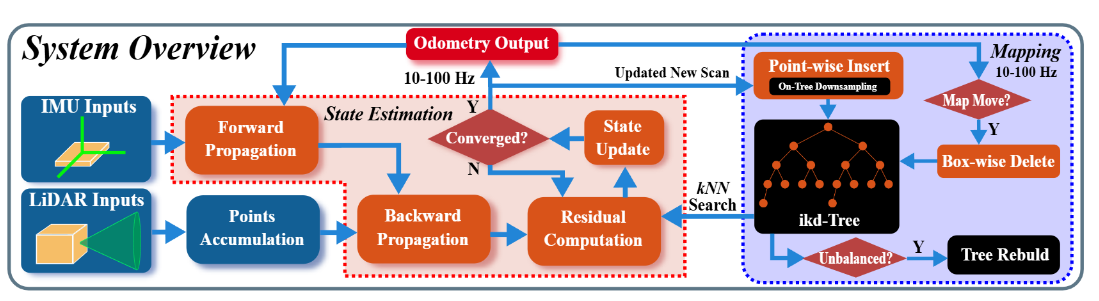 System Overview
Odometry Output
Mapping
10-100 Hz
10-100 Hz
Updated New Scan
Point-wise Insert
On-Tree Downsampling
Map Move?
Y
Box-wise Delete
IMU Inputs
State Estimation
Forward
Propagation
Y
Converged?
N
State
Update
LiDAR Inputs
Points
Accumulation
Backward
Propagation
Residual
Computation
kNN
Search
ikd-Tree
Unbalanced?
Y
Tree Rebuld